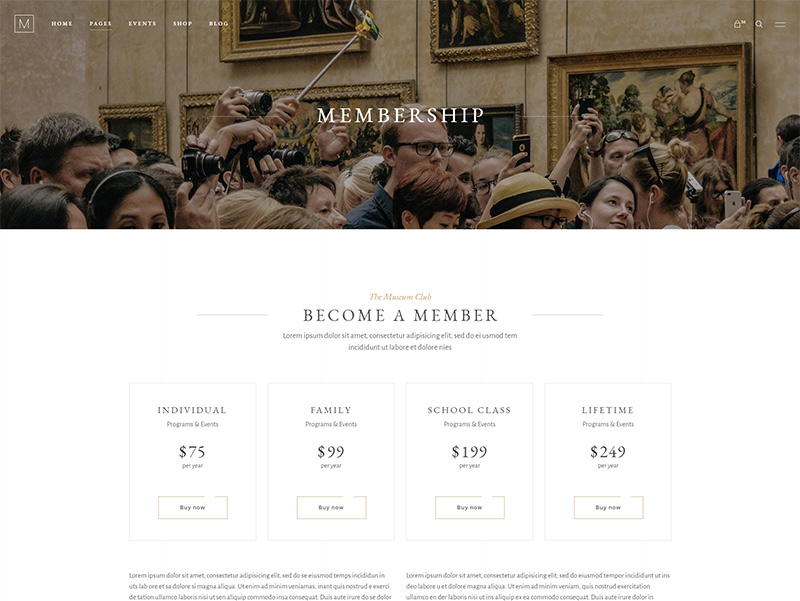 M HOME PAGES EVENTS SHOP BLOG
MEMBERSHIP
The Museum Club
BECOME A MEMBER
Lorem ipsum dolor sit amet, consectetur adipisicing elit, sed do ei usmod tem
incididunt ut labore et dolore nies
INDIVIDUAL
Programs & Events
$75
per year
Buy now
FAMILY
Programs & Events
$99
per year
Buy now
SCHOOL CLASS
Programs & Events
$199
per year
Buy now
LIFETIME
Programs & Events
$249
per year
Buy now
Lorem ipsum dolor sit amet, consectetur adipisicing elit, sed do se eiusmod temps incididun in
uts lab ore et sa dolore si magna aliqua. Ut enim ad minim veniamas, inant quis nostrud e exerci
de tation ullamco laboris nisi ut sa en sum aliquip commodo insa consequat. Duis aute irure do se dolor
Lorem ipsum dolor sit amet, consectetur adipisicing elit, sed do eiusmod tempor incididunt ut ins
labore u et dolore magna aliqua. Ut enim ad minim veniam, uts quis nostrud exercitation
ullamco laboris en nisi ut aliquip ex ea commodo consequat. Duis aute irure dolor in